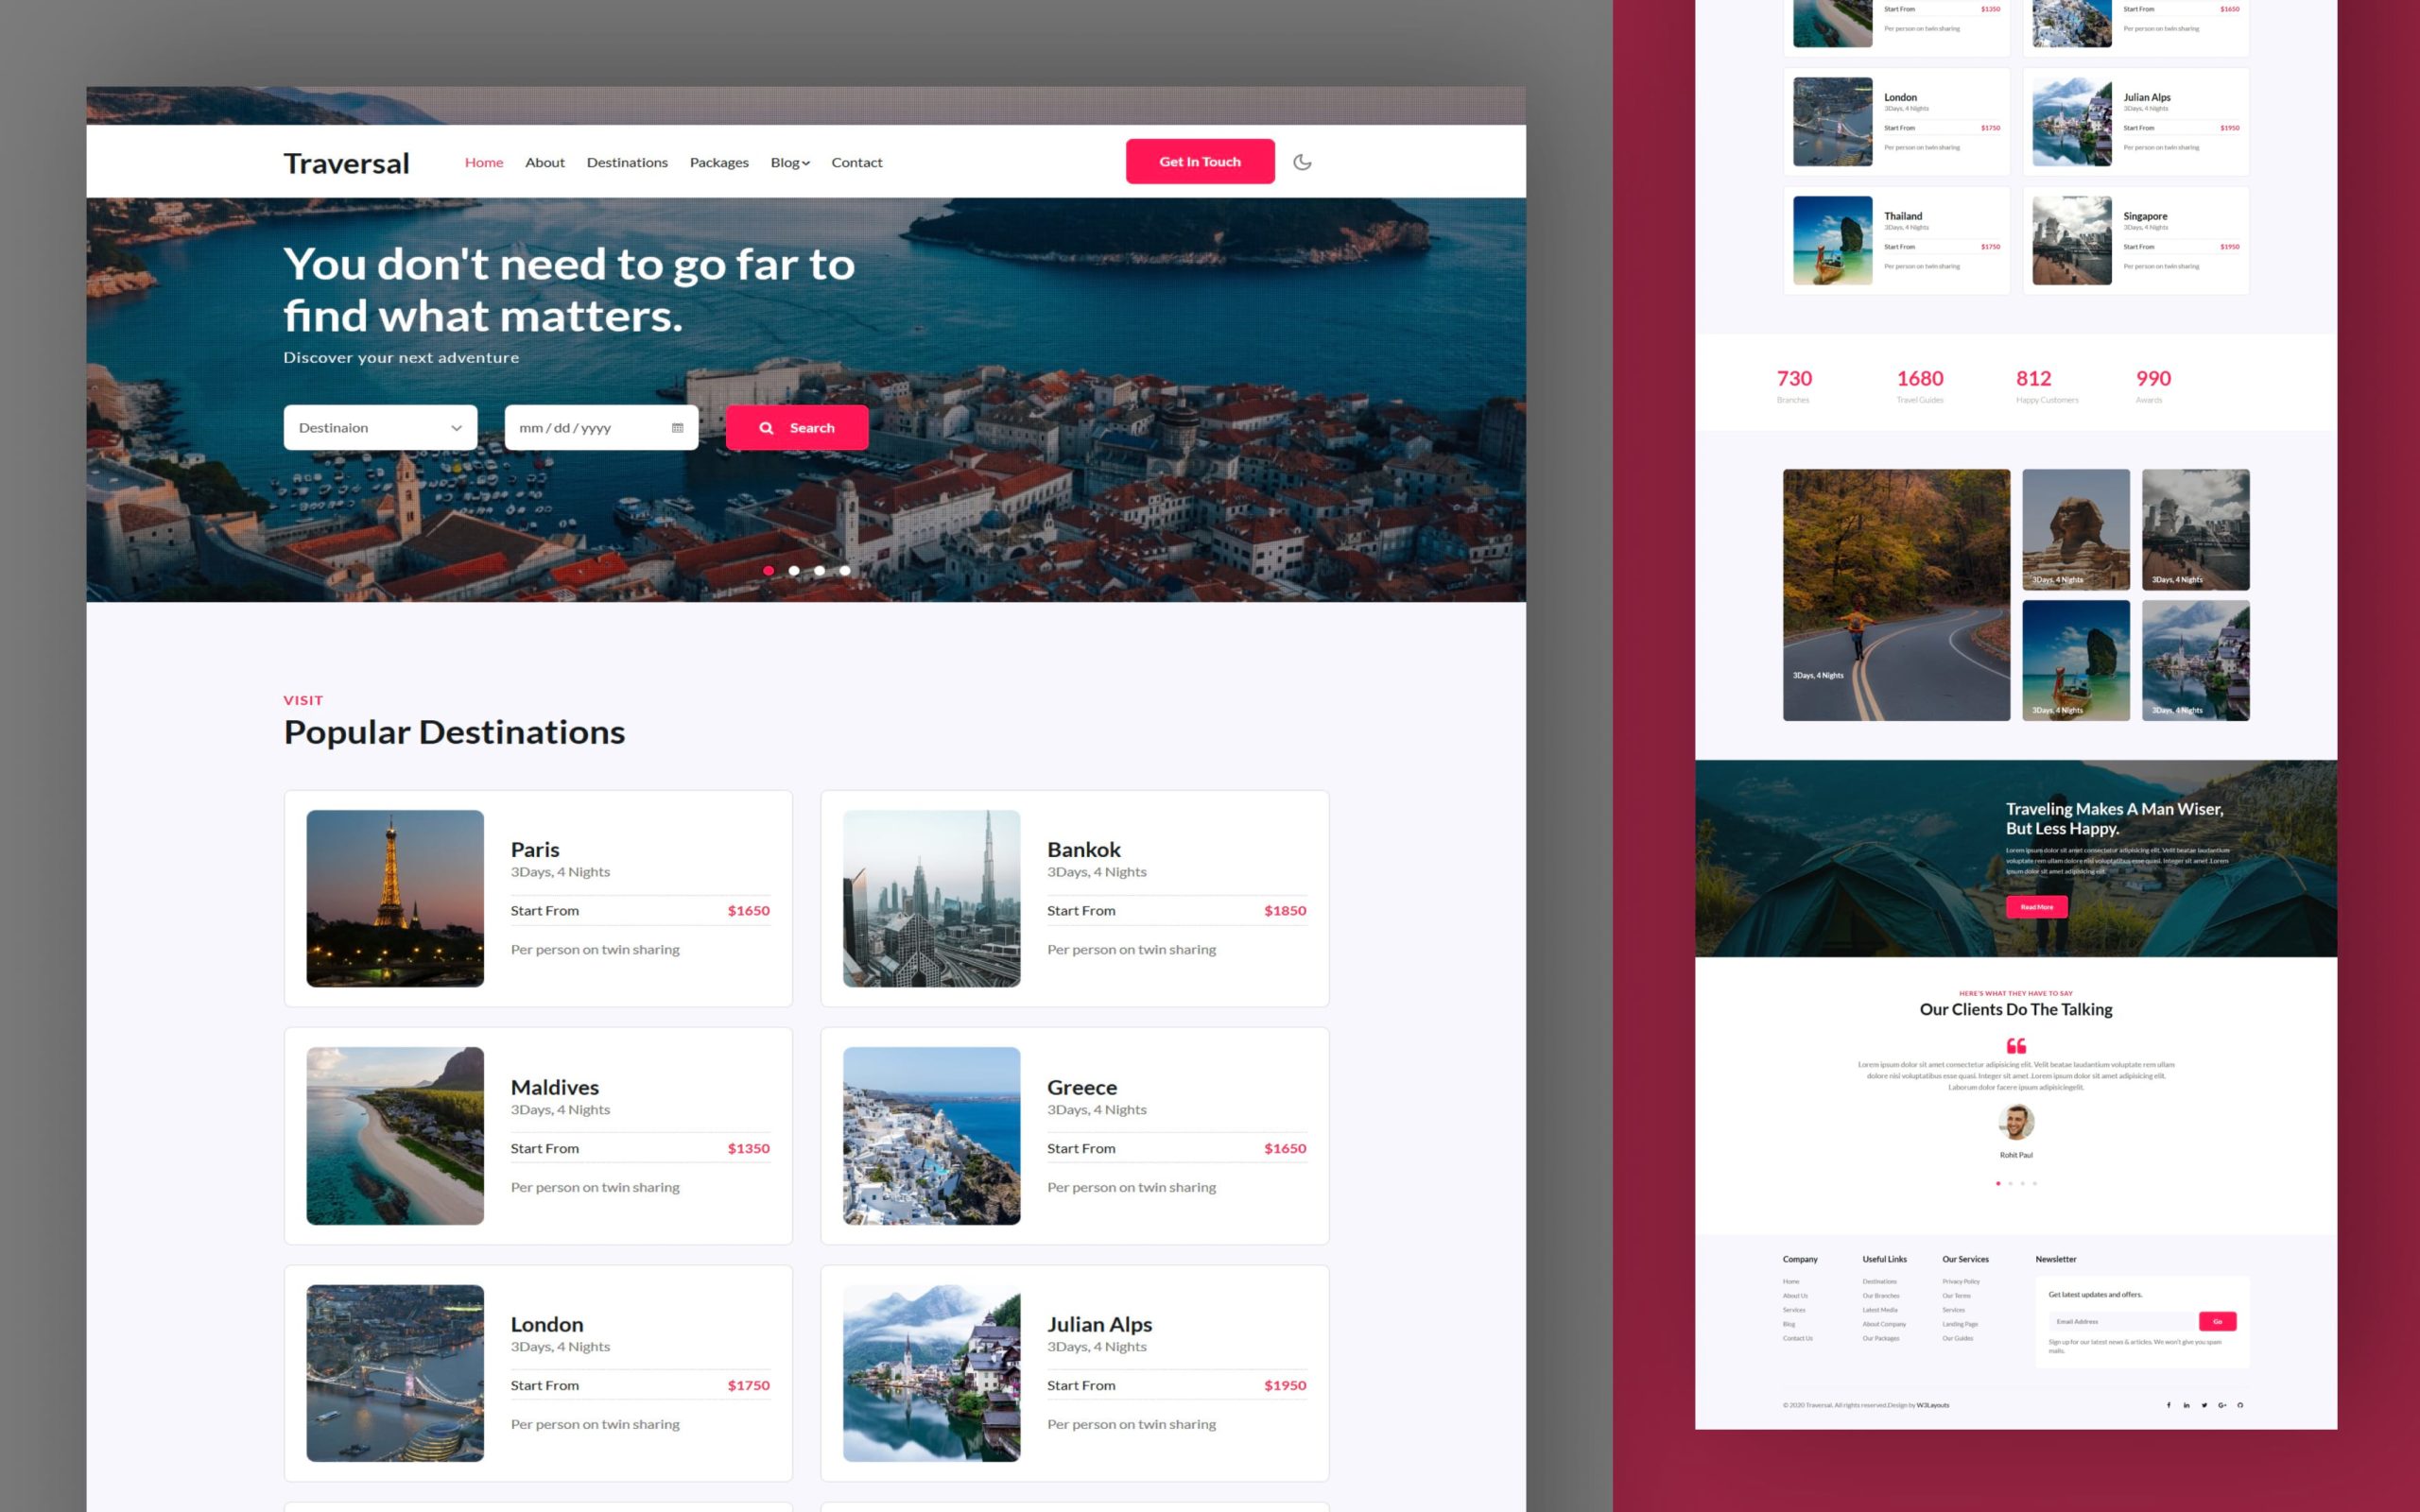 Traversal
Home
About
Destinations
Packages
Blog
Contact
Get In Touch
You don't need to go far to
find what matters.
Discover your next adventure
Destinaion
mm / dd / yyyy
Search
VISIT
Popular Destinations
Paris
3Days, 4 Nights
Start From $1650
Per person on twin sharing
Bankok
3Days, 4 Nights
Start From $1850
Per person on twin sharing
Maldives
3Days, 4 Nights
Start From $1350
Per person on twin sharing
Greece
3Days, 4 Nights
Start From $1650
Per person on twin sharing
London
3Days, 4 Nights
Start From $1750
Per person on twin sharing
Julian Alps
3Days, 4 Nights
Start From $1950
Per person on twin sharing
Start From $1350
Per person on twin sharing
Start From $1650
Per person on twin sharing
London
3Days, 4 Nights
Start From $1750
Per person on twin sharing
Julian Alps
3Days, 4 Nights
Start From $1950
Per person on twin sharing
Thailand
3Days, 4 Nights
Start From $1750
Per person on twin sharing
Singapore
3Days, 4 Nights
Start From $1950
Per person on twin sharing
730
Branches
1680
Travel Guides
812
Happy Customers
990
Awards
3Days, 4 Nights
3Days, 4 Nights
3Days, 4 Nights
3Days, 4 Nights
3Days, 4 Nights
Traveling Makes A Man Wiser,
But Less Happy.
Lorem ipsum dolor sit amet consectetur adipisicing elit. Velit beatae laudantium
voluptate rem ullam dolore nisi voluptatibus esse quasi. Integer sit amet .Lorem
ipsum dolor sit amet adipisicing elit.
Read More
HERE'S WHAT THEY HAVE TO SAY
Our Clients Do The Talking
Lorem ipsum dolor sit amet consectetur adipisicing elit. Velit beatae laudantium voluptate rem ullam
dolore nisi voluptatibus esse quasi. Integer sit amet .Lorem ipsum dolor sit amet adipisicing elit.
Laborum dolor facere ipsum adipisicingelit.
Rohit Paul
Company
Home
About Us
Services
Blog
Contact Us
Useful Links
Destinations
Our Branches
Latest Media
About Company
Our Packages
Our Services
Privacy Policy
Our Terms
Services
Landing Page
Our Guides
Newsletter
Get latest updates and offers.
Email Address
Go
Sign up for our latest news & articles. We won't give you spam
mails.
© 2020 Traversal. All rights reserved.Design by W3Layouts